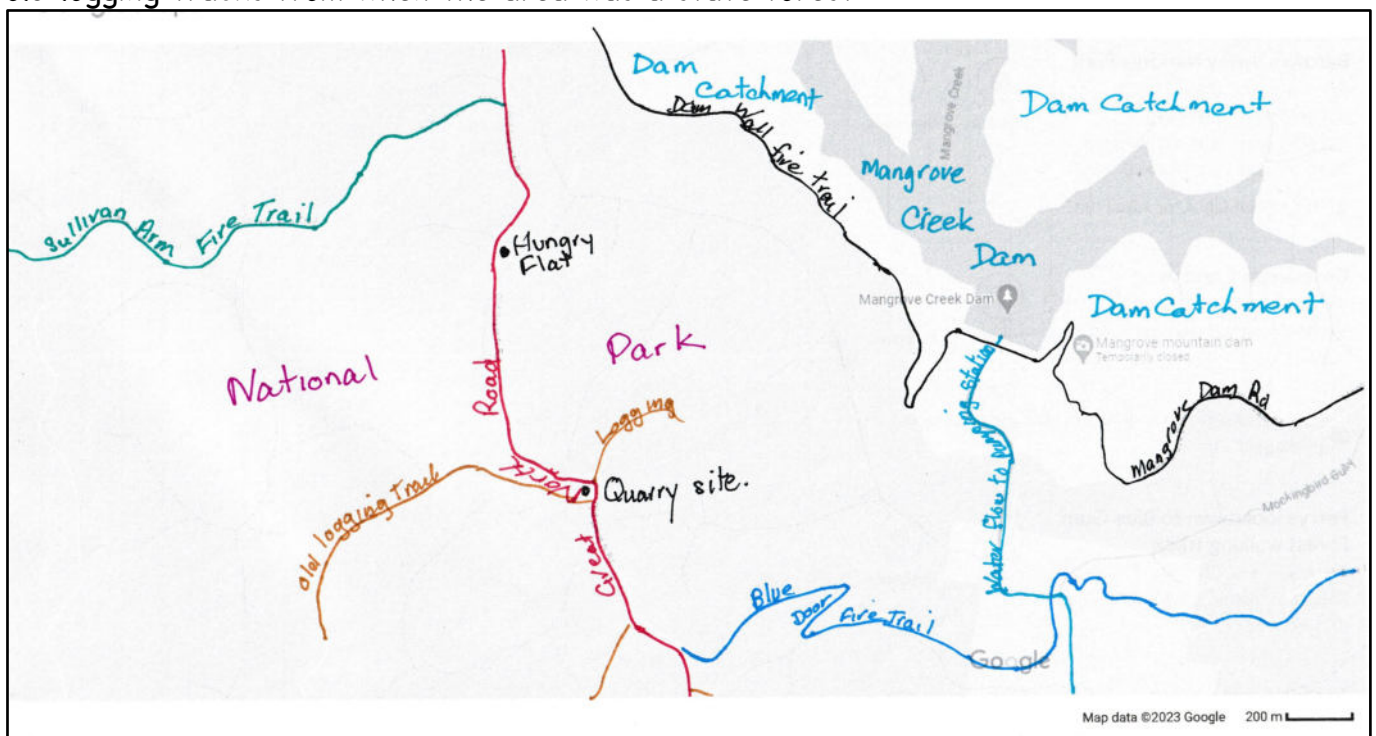 old logging tracks from when the area was a State forest.
Dam
Catchment
Dam Catchment
Dam Wall fire trail
Mangrove Creek
Mangrove
Creek
Dam
Sullivan Arm Fire Trail
Hungry
Flat
Mangrove Creek Dam
Dam Catchment
Mangrove mountain dam
Temporarily closed
National
Park
Road
Logging
Mangrove Dam Rd
North
Quarry site.
Old logging Trail
Great
Water flow to pumping station
Mockingbird Gully
Blue
Door
Fire Trail
Google
Map data ©2023 Google 200 m